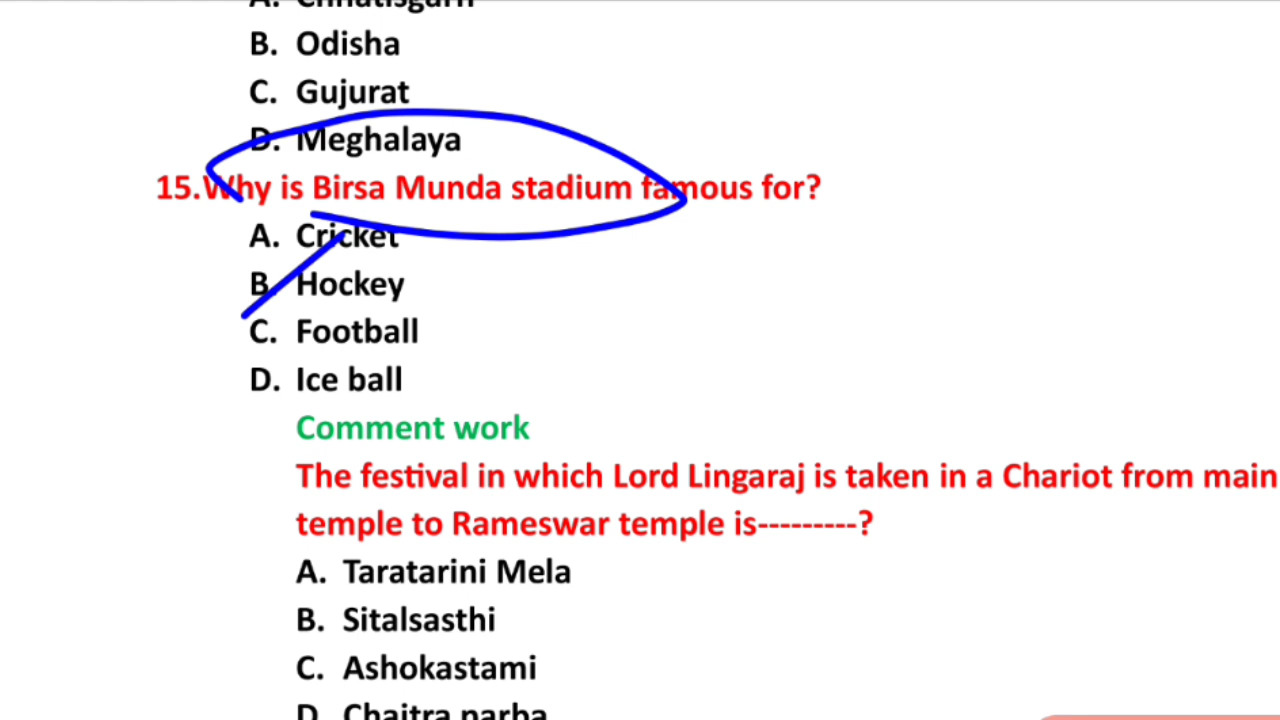 A. Chhatisgarh
B. Odisha
C. Gujurat
D. Meghalaya
15.Why is Birsa Munda stadium famous for?
A. Cricket
B. Hockey
C. Football
D. Ice ball
Comment work
The festival in which Lord Lingaraj is taken in a Chariot from main
temple to Rameswar temple is---------?
A. Taratarini Mela
B. Sitalsasthi
C. Ashokastami
D. Chaitra parba